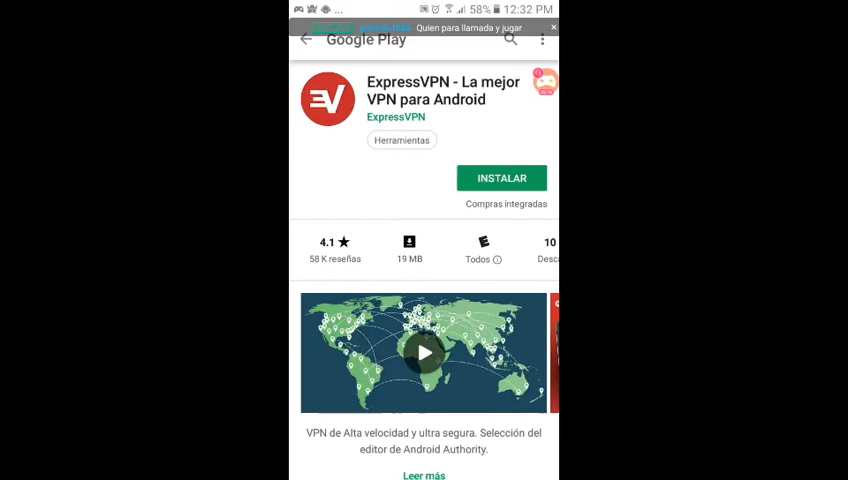 ... 58% 12:32 PM
Quien para llamada y jugar ×
Google Play
ExpressVPN - La mejor
VPN para Android
ExpressVPN
Herramientas
INSTALAR
Compras integradas
4.1 ★
58 K reseñas
19 MB
E
Todos
10
Desca
VPN de Alta velocidad y ultra segura. Selección del
editor de Android Authority.
Leer más